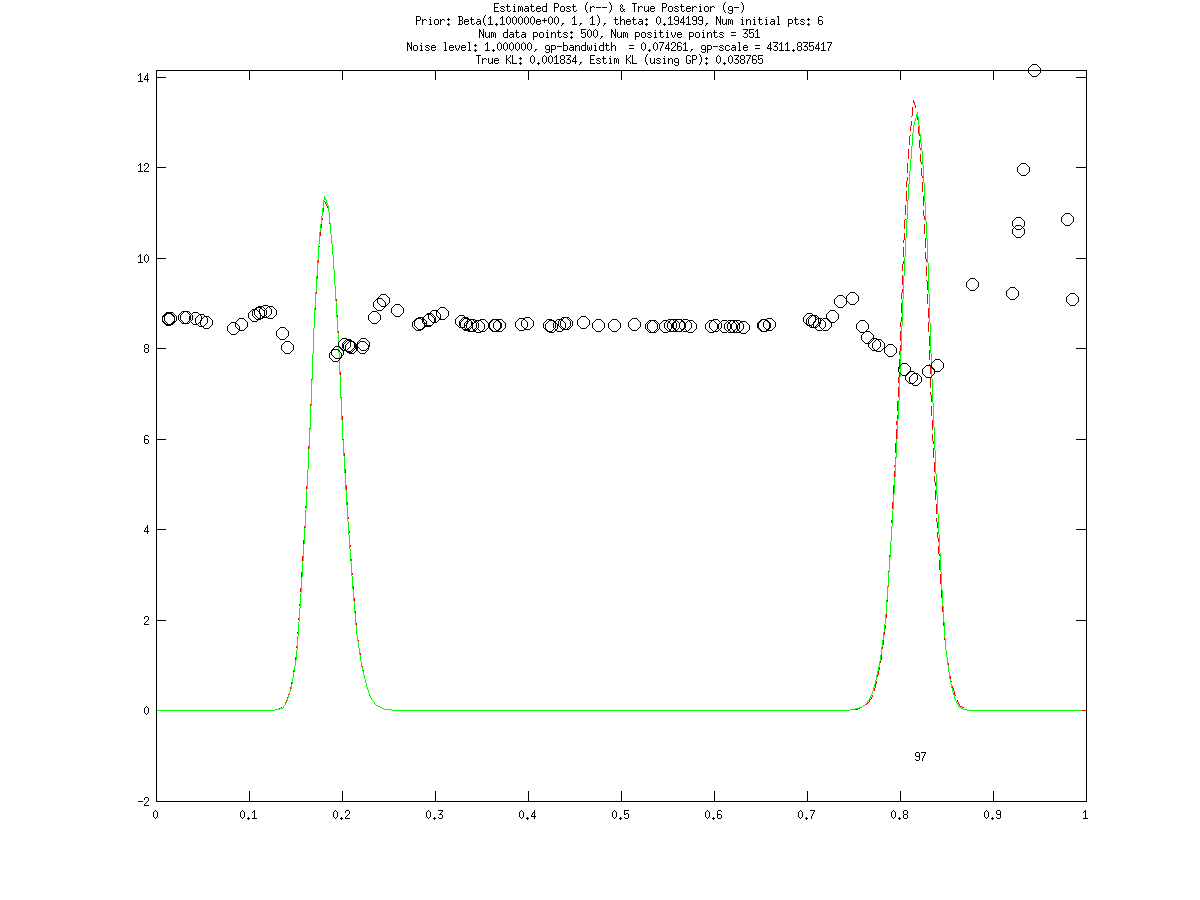 Estimated Post (r--) & True Posterior (g-)
Prior: Beta(1.100000e+00, 1, 1), theta: 0.194199, Num initial pts: 6
Num data points: 500, Num positive points = 351
Noise level: 1.000000, gp-bandwidth  = 0.074261, gp-scale = 4311.835417
True KL: 0.001834, Estim KL (using GP): 0.038765
14
12
10
8
6
4
2
0
97
-2
0 0.1 0.2 0.3 0.4 0.5 0.6 0.7 0.8 0.9 1